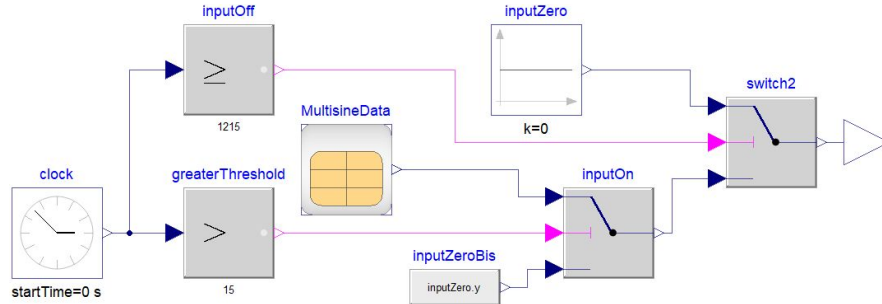 inputOff
inputZero
≥
switch2
1215
MultisineData
k=0
clock
greaterThreshold
inputOn
>
inputZeroBis
inputZero.y
startTime=0 s
15